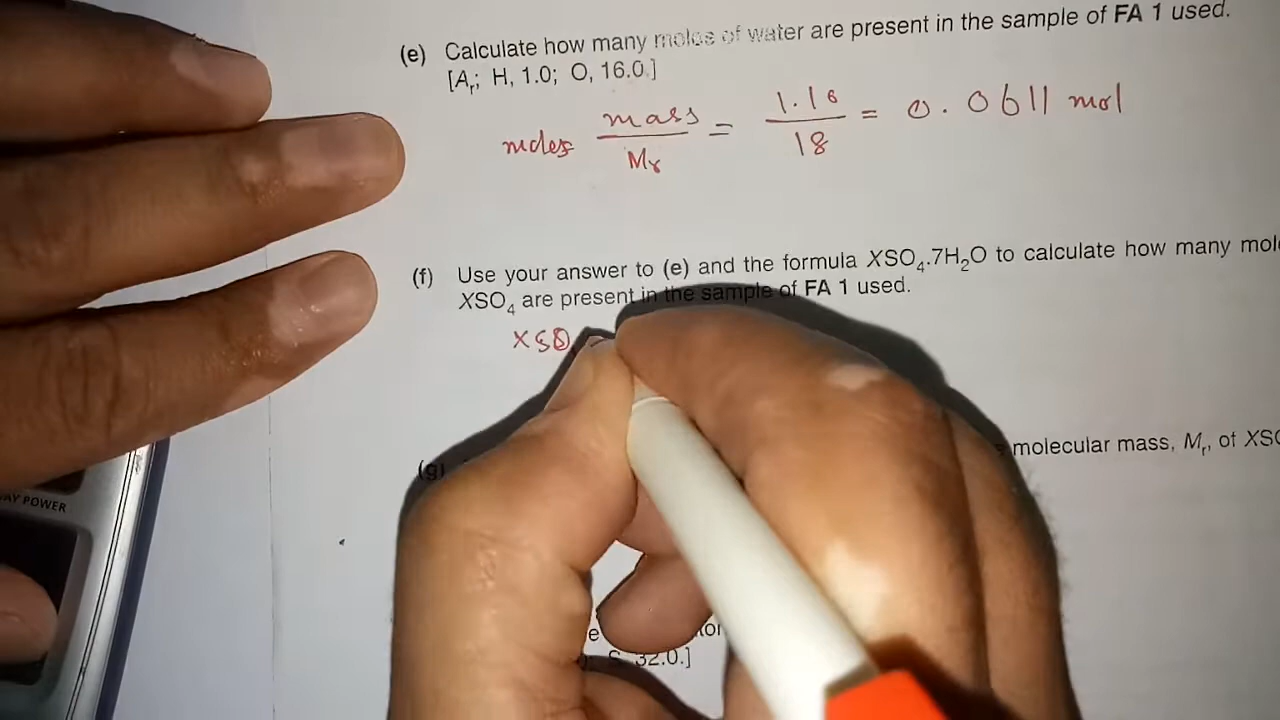 (e) Calculate how many moles of water are present in the sample of FA 1 used.
[Ar; H, 1.0; O, 16.0.]
moles mass/Mr = 1.10/18 = 0.0611 mol
(f) Use your answer to (e) and the formula XSO4.7H2O to calculate how many mol
XSO4 are present in the sample of FA 1 used.
XSO
(g) molecular mass, Mr, of XSO
AY POWER
S, 32.0.]